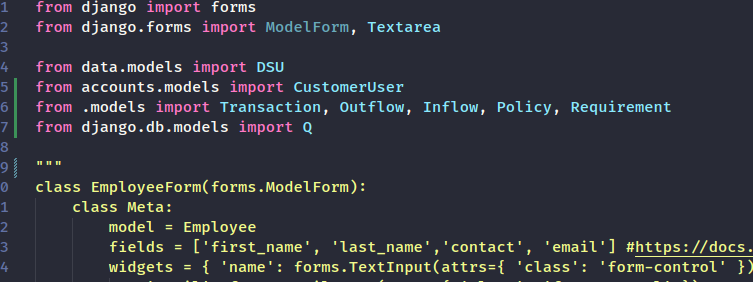 1 from django import forms
2 from django.forms import ModelForm, Textarea
3
4 from data.models import DSU
5 from accounts.models import CustomerUser
6 from .models import Transaction, Outflow, Inflow, Policy, Requirement
7 from django.db.models import Q
8
9 """
0 class EmployeeForm(forms.ModelForm):
1 class Meta:
2 model = Employee
3 fields = ['first_name', 'last_name','contact', 'email'] #https://docs.
4 widgets = { 'name': forms.TextInput(attrs={ 'class': 'form-control' })